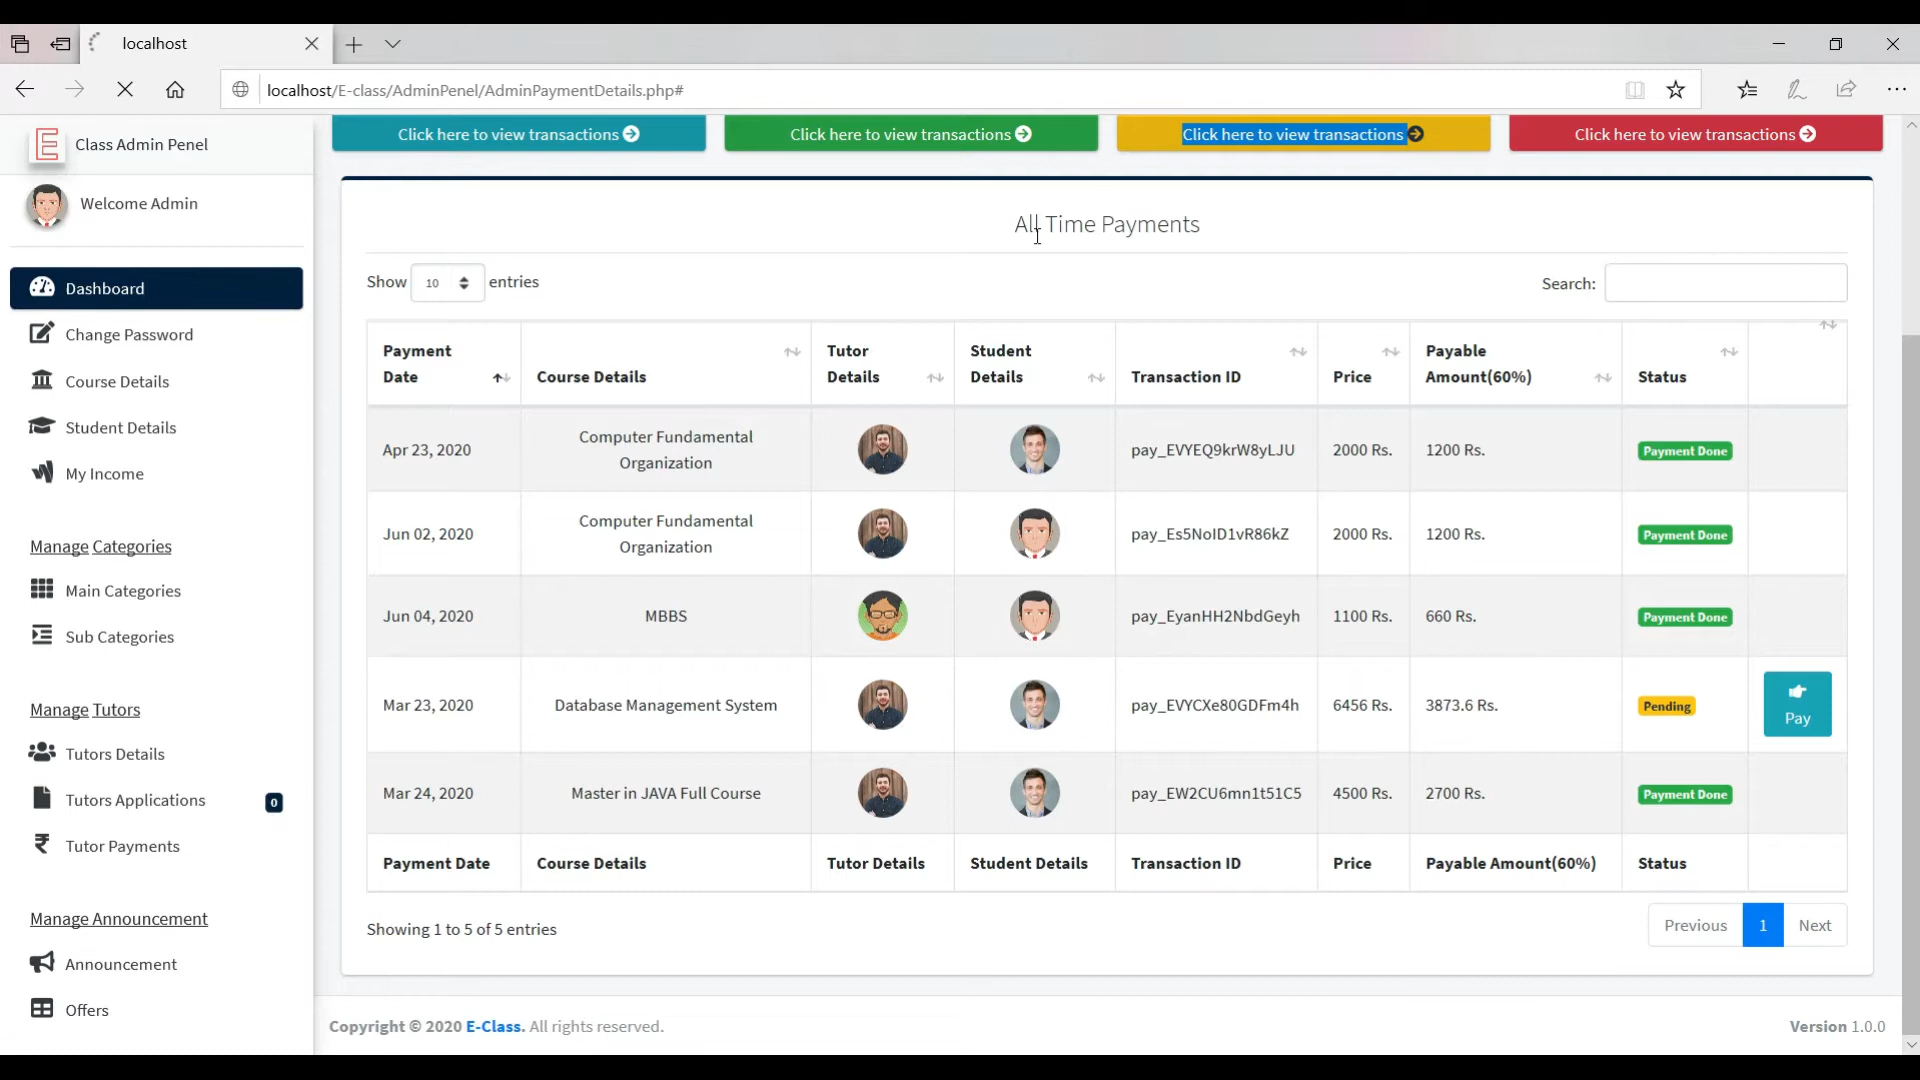 localhost
localhost/E-class/AdminPenel/AdminPaymentDetails.php#
Class Admin Penel
Welcome Admin
Dashboard
Change Password
Course Details
Student Details
My Income
Manage Categories
Main Categories
Sub Categories
Manage Tutors
Tutors Details
Tutors Applications 0
Tutor Payments
Manage Announcement
Announcement
Offers
Click here to view transactions
Click here to view transactions
Click here to view transactions
Click here to view transactions
All Time Payments
Show 10 entries
Search:
Payment Date Course Details Tutor Details Student Details Transaction ID Price Payable Amount(60%) Status
Apr 23, 2020 Computer Fundamental Organization pay_EVYEQ9krW8yLJU 2000 Rs. 1200 Rs. Payment Done
Jun 02, 2020 Computer Fundamental Organization pay_Es5NoID1vR86kZ 2000 Rs. 1200 Rs. Payment Done
Jun 04, 2020 MBBS pay_EyanHH2NbdGeyh 1100 Rs. 660 Rs. Payment Done
Mar 23, 2020 Database Management System pay_EVYCXe80GDFm4h 6456 Rs. 3873.6 Rs. Pending Pay
Mar 24, 2020 Master in JAVA Full Course pay_EW2CU6mn1t51C5 4500 Rs. 2700 Rs. Payment Done
Payment Date Course Details Tutor Details Student Details Transaction ID Price Payable Amount(60%) Status
Showing 1 to 5 of 5 entries
Previous 1 Next
Copyright © 2020 E-Class. All rights reserved.
Version 1.0.0